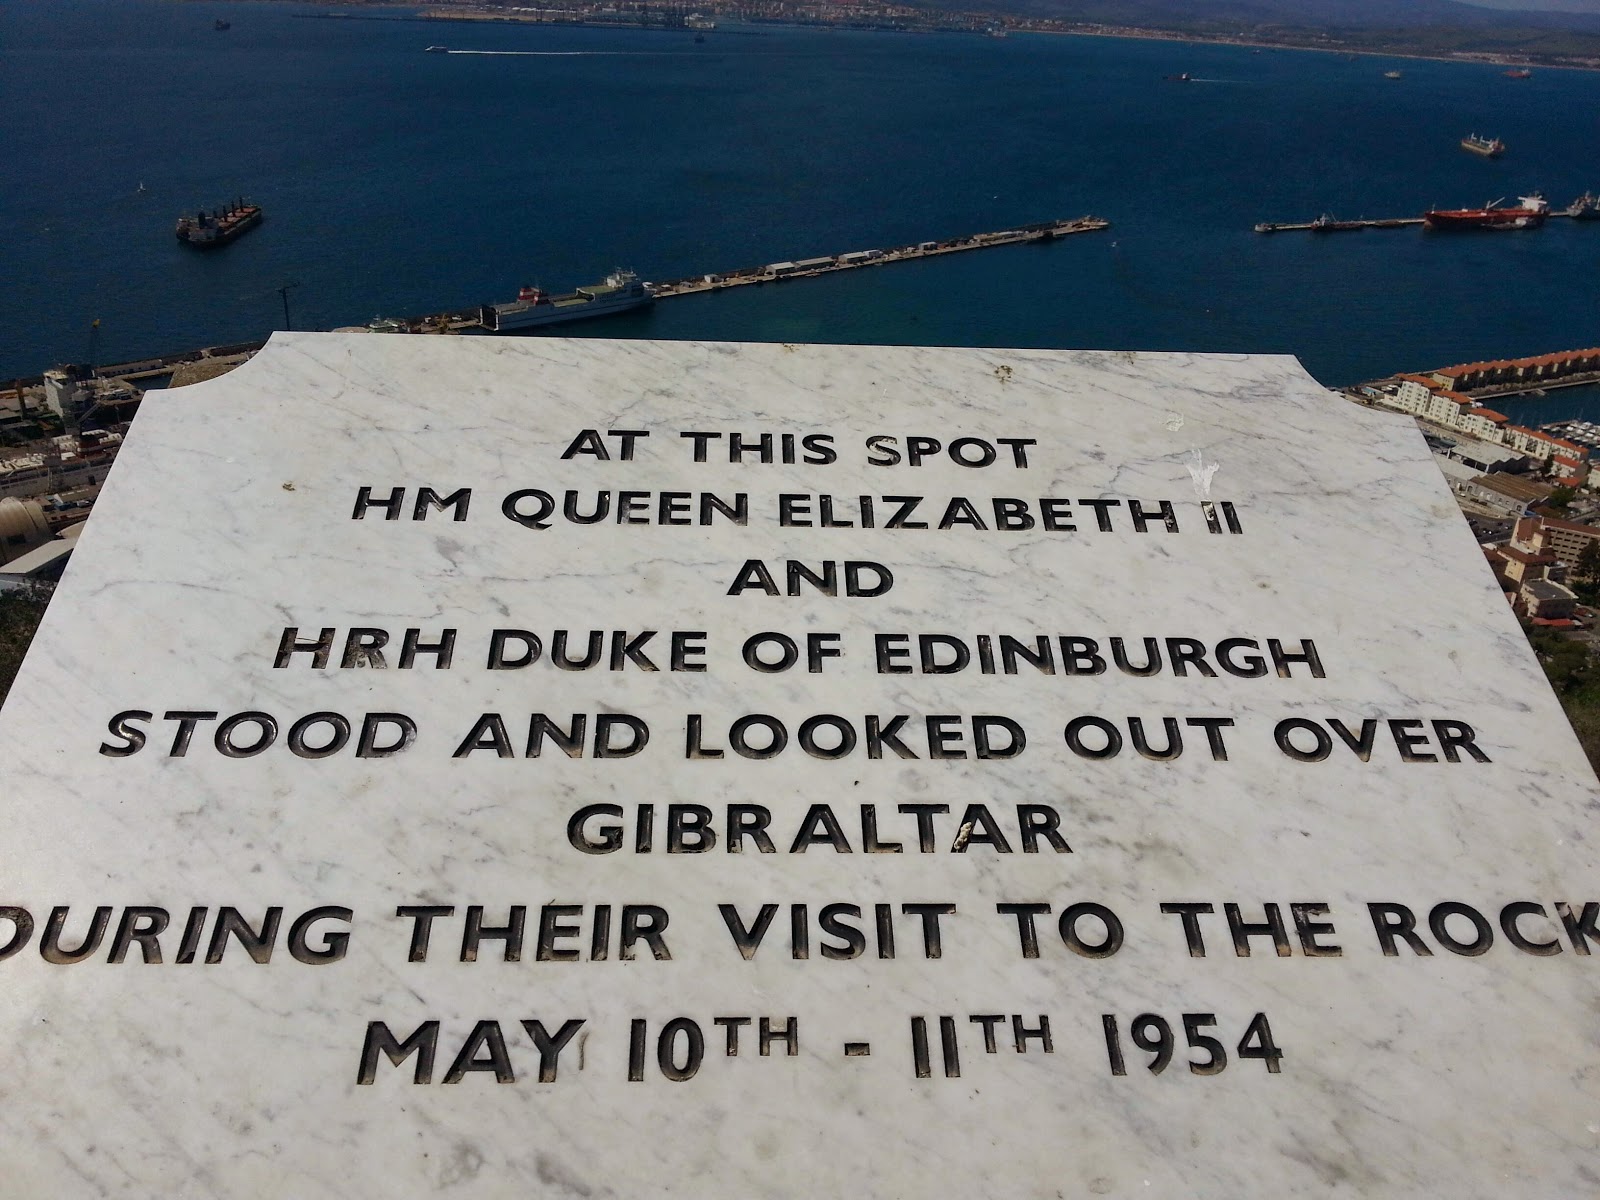 AT THIS SPOT
HM QUEEN ELIZABETH II
AND
HRH DUKE OF EDINBURGH
STOOD AND LOOKED OUT OVER
GIBRALTAR
DURING THEIR VISIT TO THE ROCK
MAY 10TH - 11TH 1954